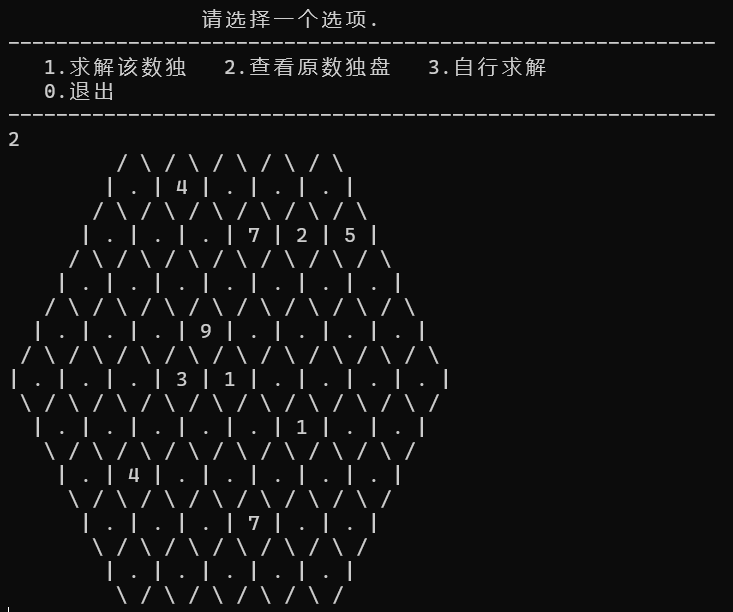 请选择一个选项.
-----------------------------------------------------------
   1.求解该数独   2.查看原数独盘   3.自行求解
   0.退出
-----------------------------------------------------------
2
         / \ / \ / \ / \ / \
        | . | 4 | . | . | . |
       / \ / \ / \ / \ / \ / \
      | . | . | . | 7 | 2 | 5 |
     / \ / \ / \ / \ / \ / \ / \
    | . | . | . | . | . | . | . |
   / \ / \ / \ / \ / \ / \ / \ / \
  | . | . | . | 9 | . | . | . | . |
 / \ / \ / \ / \ / \ / \ / \ / \ / \
| . | . | . | 3 | 1 | . | . | . | . |
 \ / \ / \ / \ / \ / \ / \ / \ / \ /
  | . | . | . | . | . | 1 | . | . |
   \ / \ / \ / \ / \ / \ / \ / \ /
    | . | 4 | . | . | . | . | . |
     \ / \ / \ / \ / \ / \ / \ /
      | . | . | . | 7 | . | . |
       \ / \ / \ / \ / \ / \ /
        | . | . | . | . | . |
         \ / \ / \ / \ / \ /